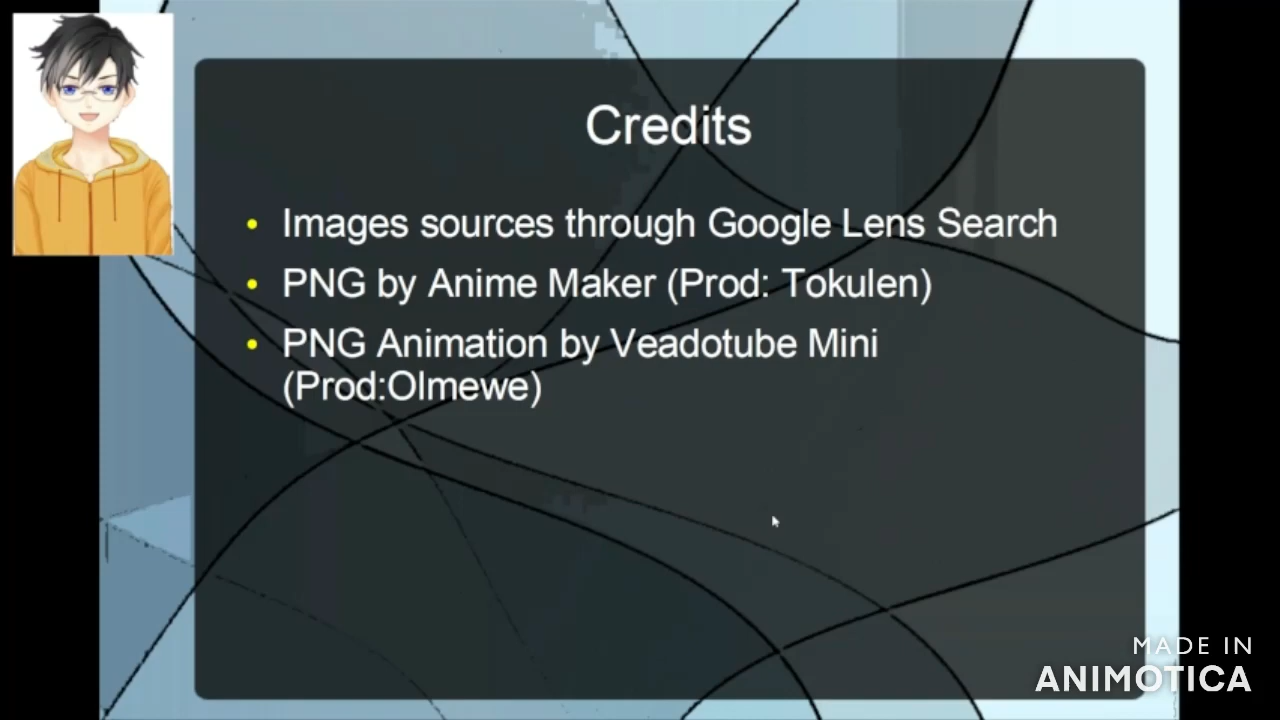 Credits
• Images sources through Google Lens Search
• PNG by Anime Maker (Prod: Tokulen)
• PNG Animation by Veadotube Mini
(Prod:Olmewe)
MADE IN
ANIMOTICA